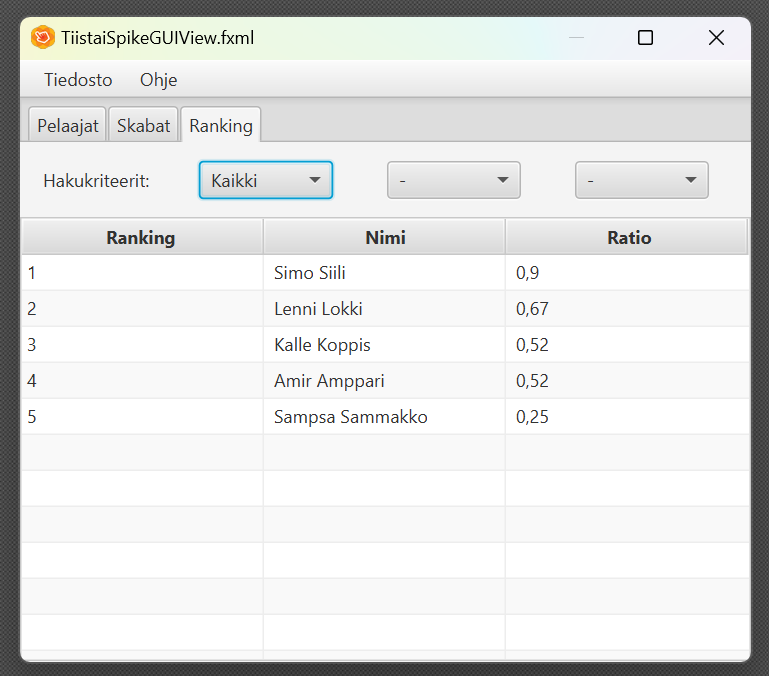 TiistaiSpikeGUIView.fxml
Tiedosto Ohje
Pelaajat Skabat Ranking
Hakukriteerit: Kaikki - -
Ranking Nimi Ratio
1 Simo Siili 0,9
2 Lenni Lokki 0,67
3 Kalle Koppis 0,52
4 Amir Amppari 0,52
5 Sampsa Sammakko 0,25